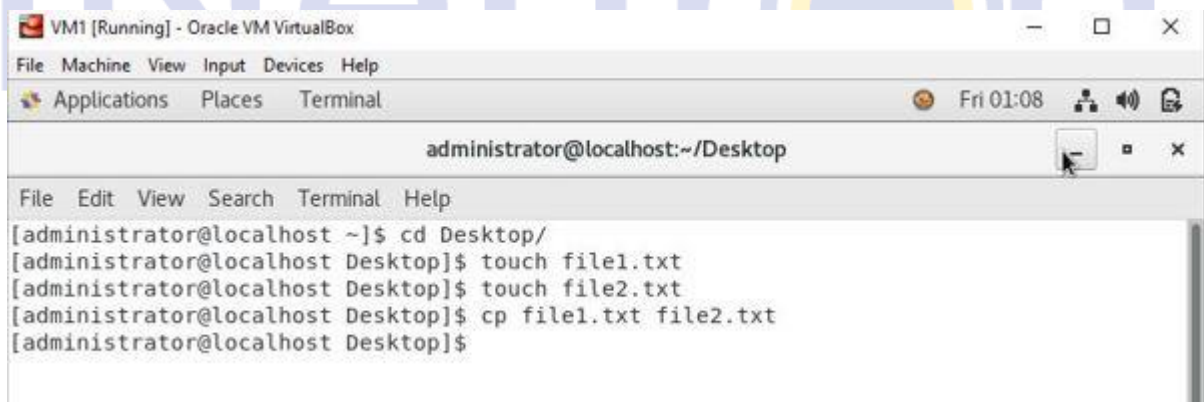 VM1 [Running] - Oracle VM VirtualBox
File Machine View Input Devices Help
Applications Places Terminal Fri 01:08
administrator@localhost:~/Desktop
File Edit View Search Terminal Help
[administrator@localhost ~]$ cd Desktop/
[administrator@localhost Desktop]$ touch file1.txt
[administrator@localhost Desktop]$ touch file2.txt
[administrator@localhost Desktop]$ cp file1.txt file2.txt
[administrator@localhost Desktop]$